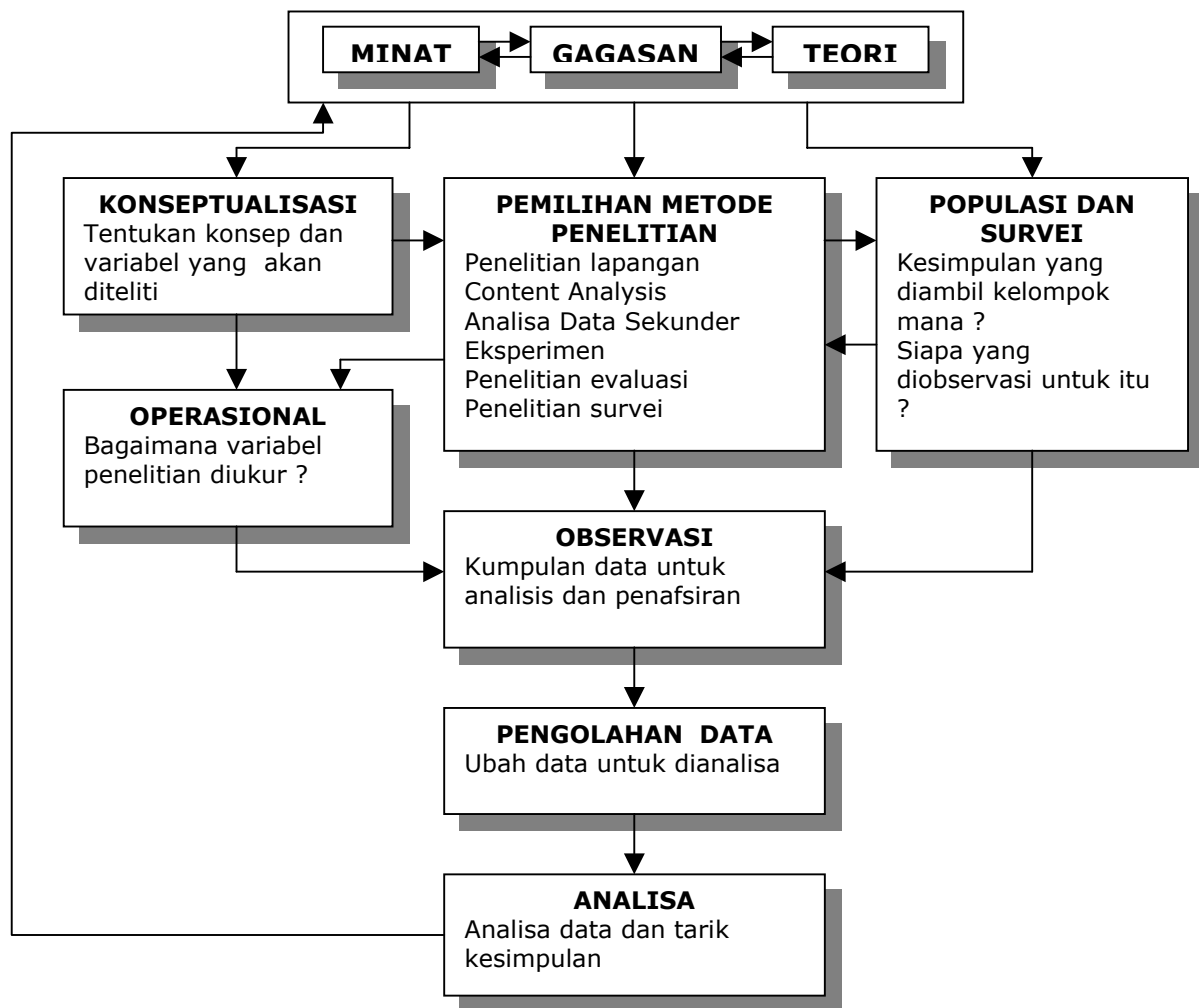 MINAT
GAGASAN
TEORI
KONSEPTUALISASI
Tentukan konsep dan
variabel yang akan
diteliti
PEMILIHAN METODE
PENELITIAN
Penelitian lapangan
Content Analysis
Analisa Data Sekunder
Eksperimen
Penelitian evaluasi
Penelitian survei
POPULASI DAN
SURVEI
Kesimpulan yang
diambil kelompok
mana ?
Siapa yang
diobservasi untuk itu
?
OPERASIONAL
Bagaimana variabel
penelitian diukur ?
OBSERVASI
Kumpulan data untuk
analisis dan penafsiran
PENGOLAHAN DATA
Ubah data untuk dianalisa
ANALISA
Analisa data dan tarik
kesimpulan